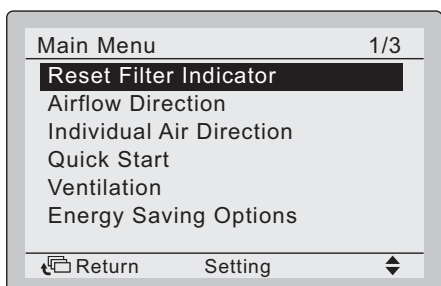 Main Menu 1/3
Reset Filter Indicator
Airflow Direction
Individual Air Direction
Quick Start
Ventilation
Energy Saving Options
Return Setting